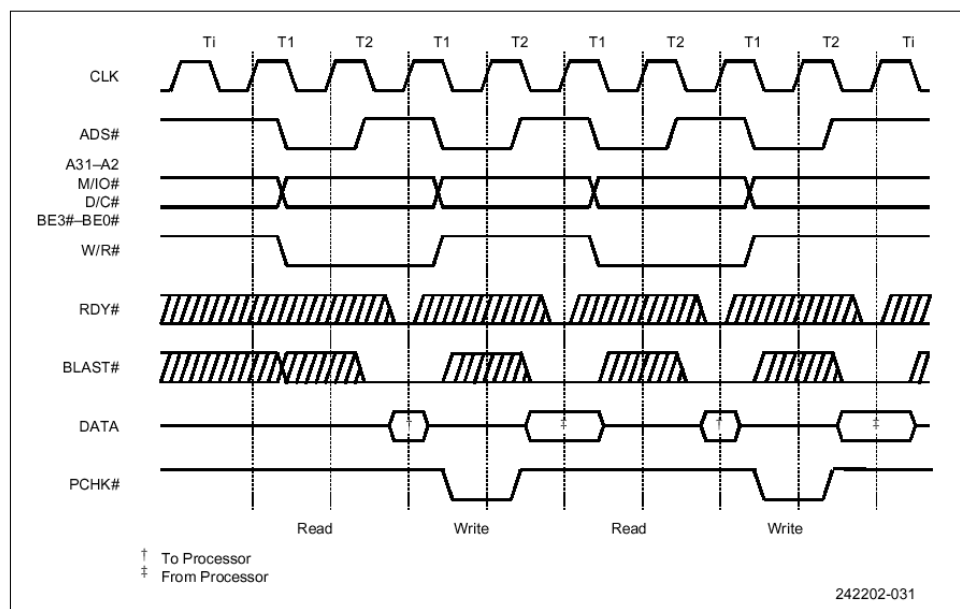 Ti T1 T2 T1 T2 T1 T2 T1 T2 Ti
CLK
ADS#
A31–A2
M/IO#
D/C#
BE3#–BE0#
W/R#
RDY#
BLAST#
DATA † ‡ † ‡
PCHK#
Read Write Read Write
† To Processor
‡ From Processor
242202-031